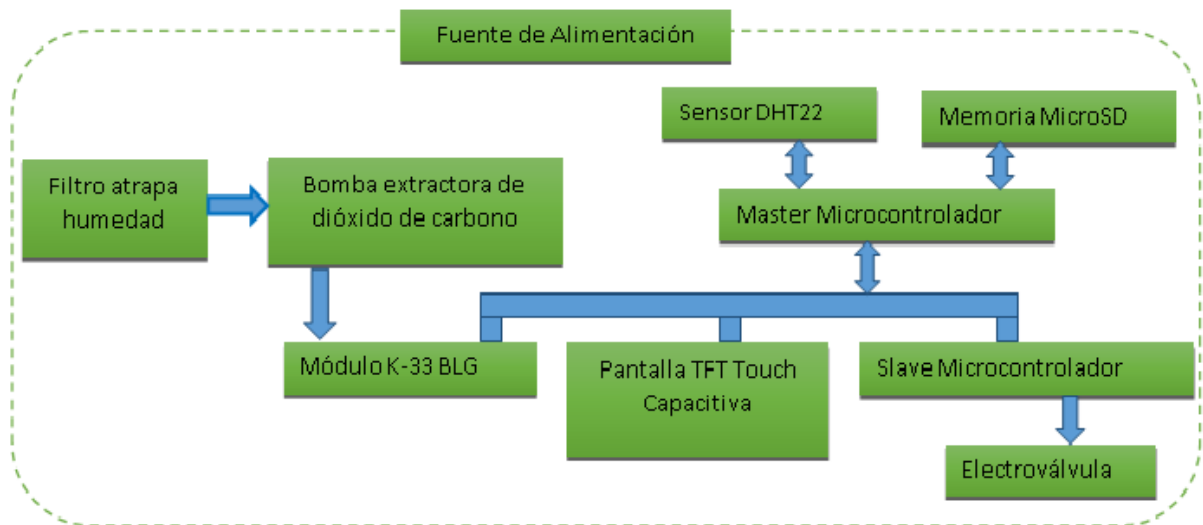 Fuente de Alimentación
Sensor DHT22
Memoria MicroSD
Filtro atrapa
humedad
Bomba extractora de
dióxido de carbono
Master Microcontrolador
Módulo K-33 BLG
Pantalla TFT Touch
Capacitiva
Slave Microcontrolador
Electroválvula